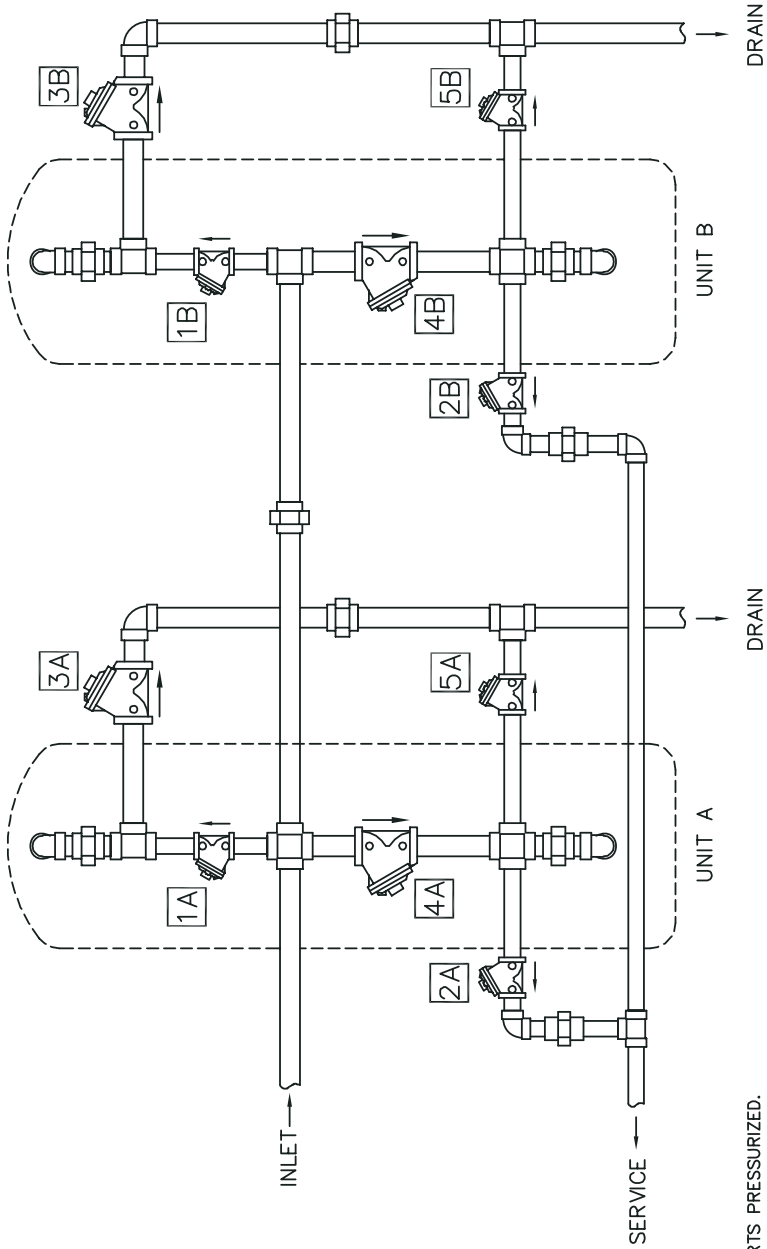 3A
3B
1A
1B
INLET
4A
4B
2A
5A
2B
5B
SERVICE
UNIT A
UNIT B
DRAIN
DRAIN
RTS PRESSURIZED.